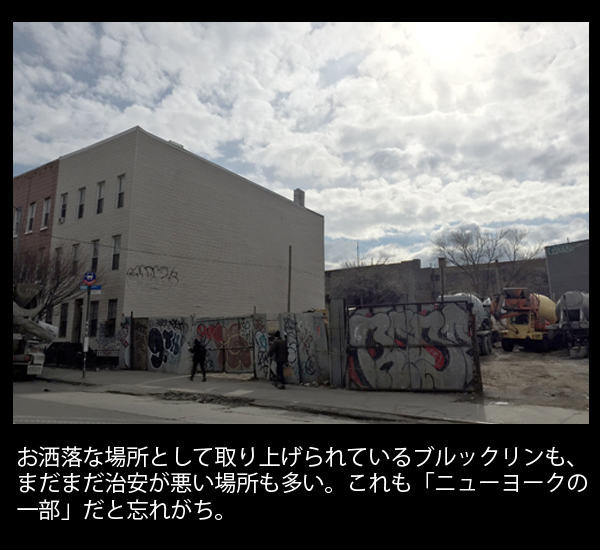 お洒落な場所として取り上げられているブルックリンも、
まだまだ治安が悪い場所も多い。これも「ニューヨークの
一部」だと忘れがち。